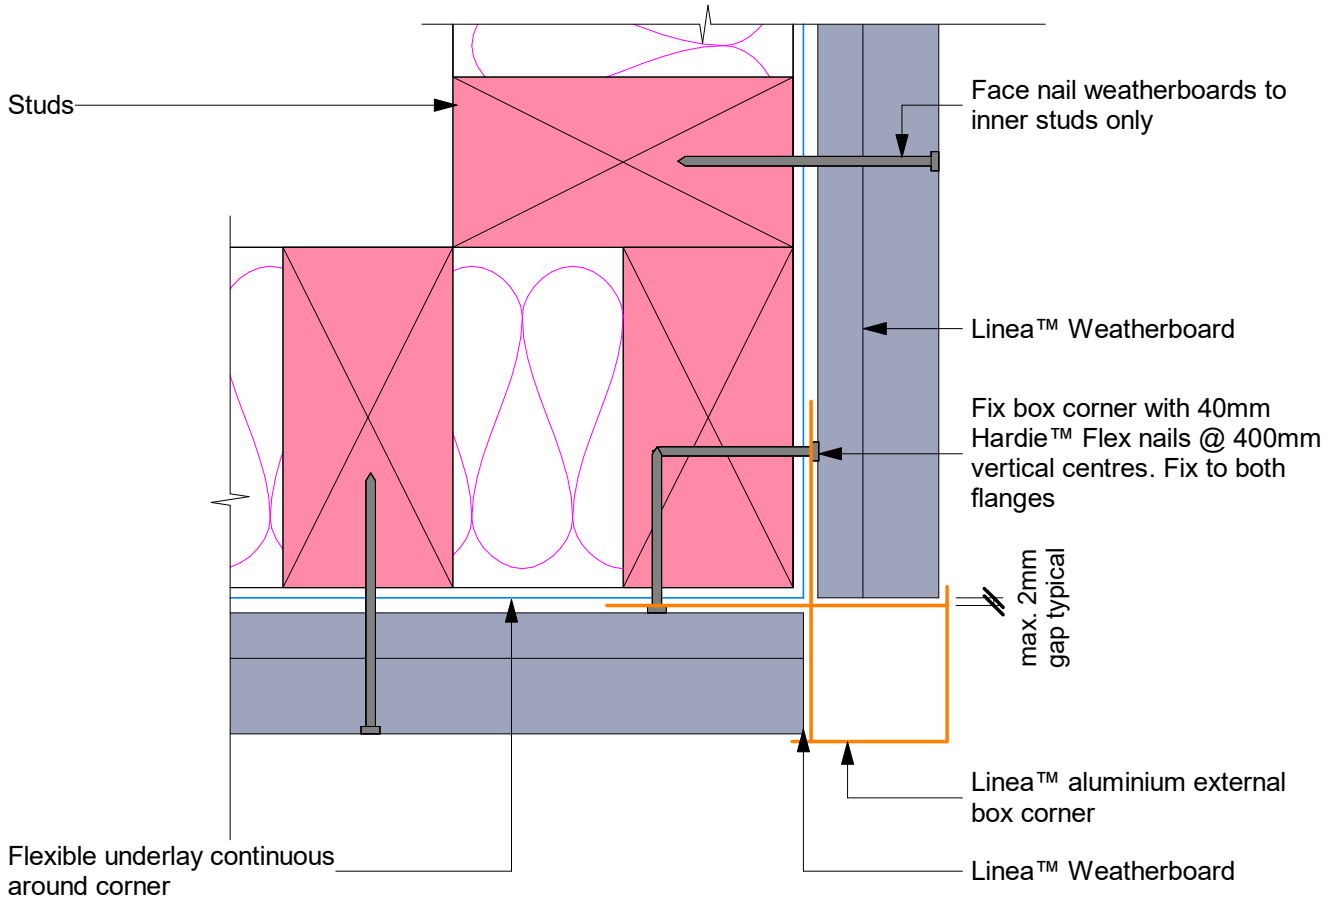 Studs
Face nail weatherboards to
inner studs only
Linea™ Weatherboard
Fix box corner with 40mm
Hardie™ Flex nails @ 400mm
vertical centres. Fix to both
flanges
max. 2mm
gap typical
Linea™ aluminium external
box corner
Flexible underlay continuous
around corner
Linea™ Weatherboard